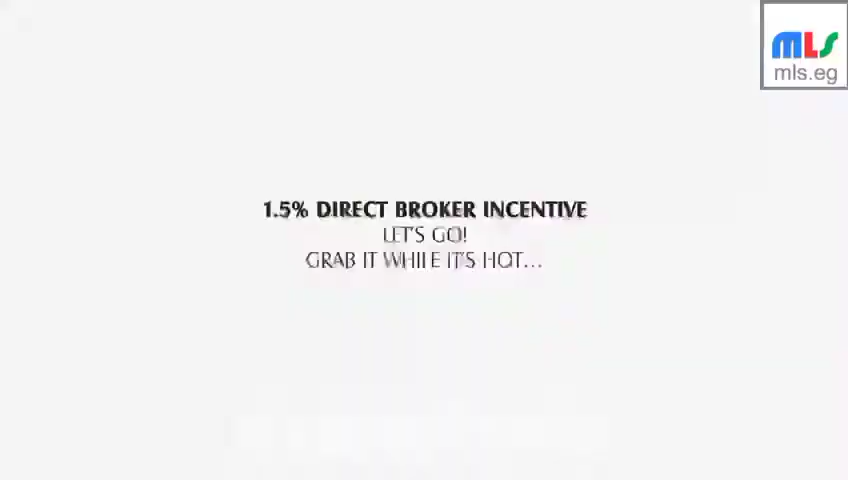 MLS
mls.eg
1.5% DIRECT BROKER INCENTIVE
LET'S GO!
GRAB IT WHILE IT'S HOT...